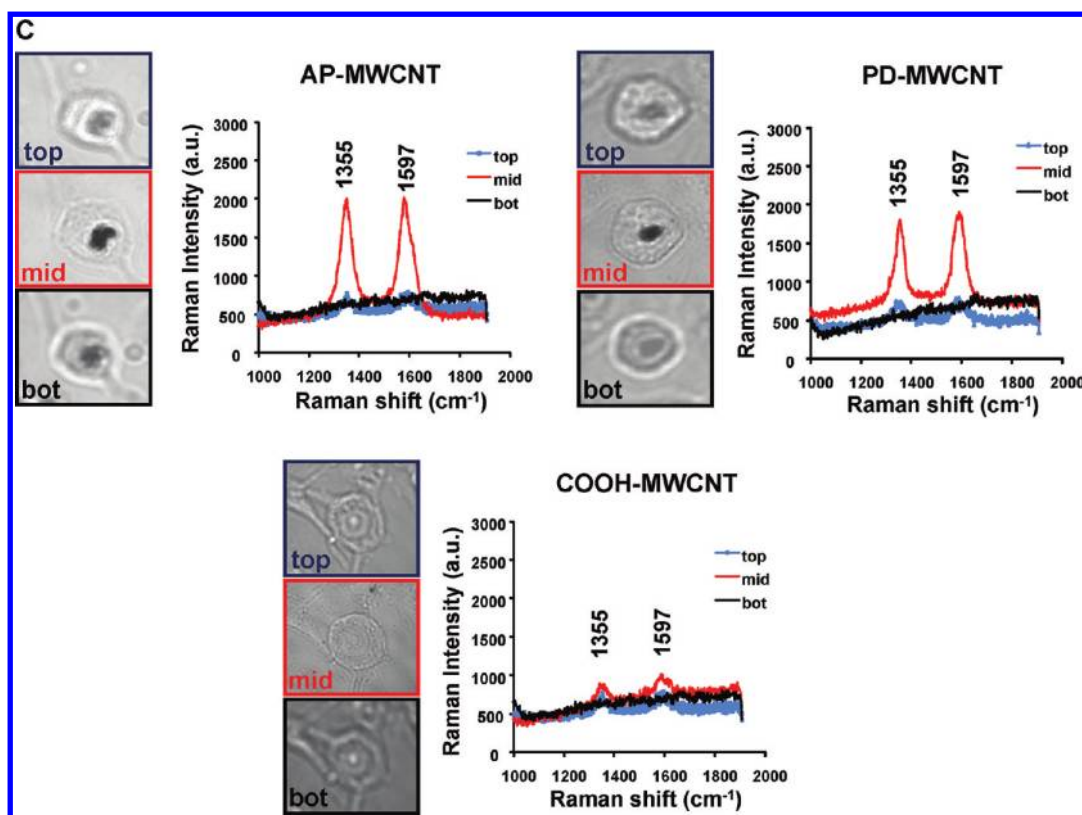 C
AP-MWCNT
top
mid
bot
Raman Intensity (a.u.)
3000
2500
2000
1500
1000
500
0
1355
1597
top
mid
bot
1000 1200 1400 1600 1800 2000
Raman shift (cm⁻¹)
PD-MWCNT
top
mid
bot
Raman Intensity (a.u.)
3000
2500
2000
1500
1000
500
0
1355
1597
top
mid
bot
1000 1200 1400 1600 1800 2000
Raman shift (cm⁻¹)
COOH-MWCNT
top
mid
bot
Raman Intensity (a.u.)
3000
2500
2000
1500
1000
500
0
1355
1597
top
mid
bot
1000 1200 1400 1600 1800 2000
Raman shift (cm⁻¹)